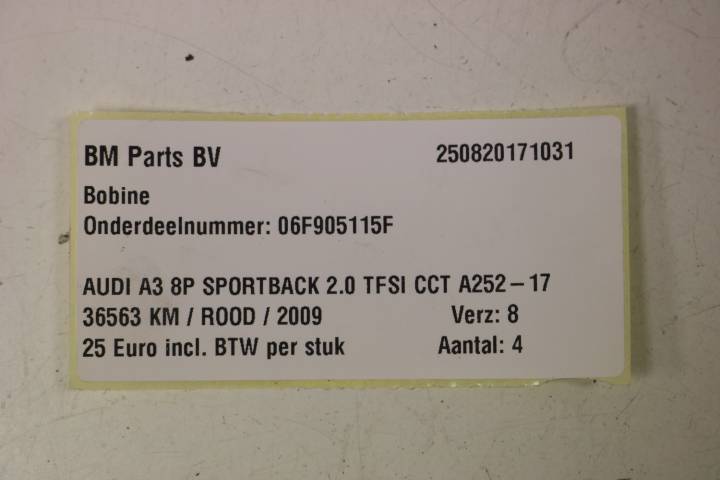 BM Parts BV 250820171031
Bobine
Onderdeelnummer: 06F905115F
AUDI A3 8P SPORTBACK 2.0 TFSI CCT A252-17
36563 KM / ROOD / 2009 Verz: 8
25 Euro incl. BTW per stuk Aantal: 4